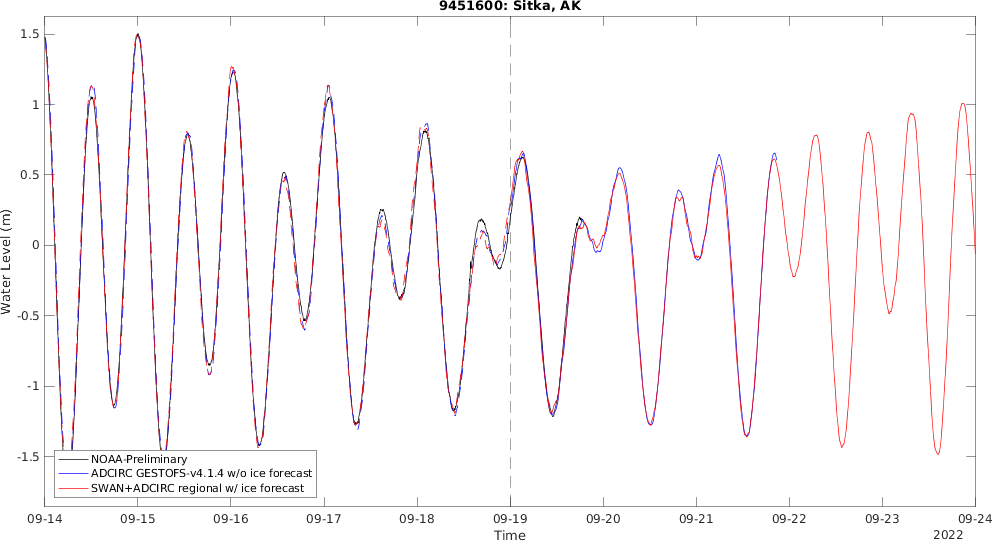 9451600: Sitka, AK
Water Level (m)
1.5
1
0.5
0
-0.5
-1
-1.5
NOAA-Preliminary
ADCIRC GESTOFS-v4.1.4 w/o ice forecast
SWAN+ADCIRC regional w/ ice forecast
09-14 09-15 09-16 09-17 09-18 09-19 09-20 09-21 09-22 09-23 09-24
Time
2022